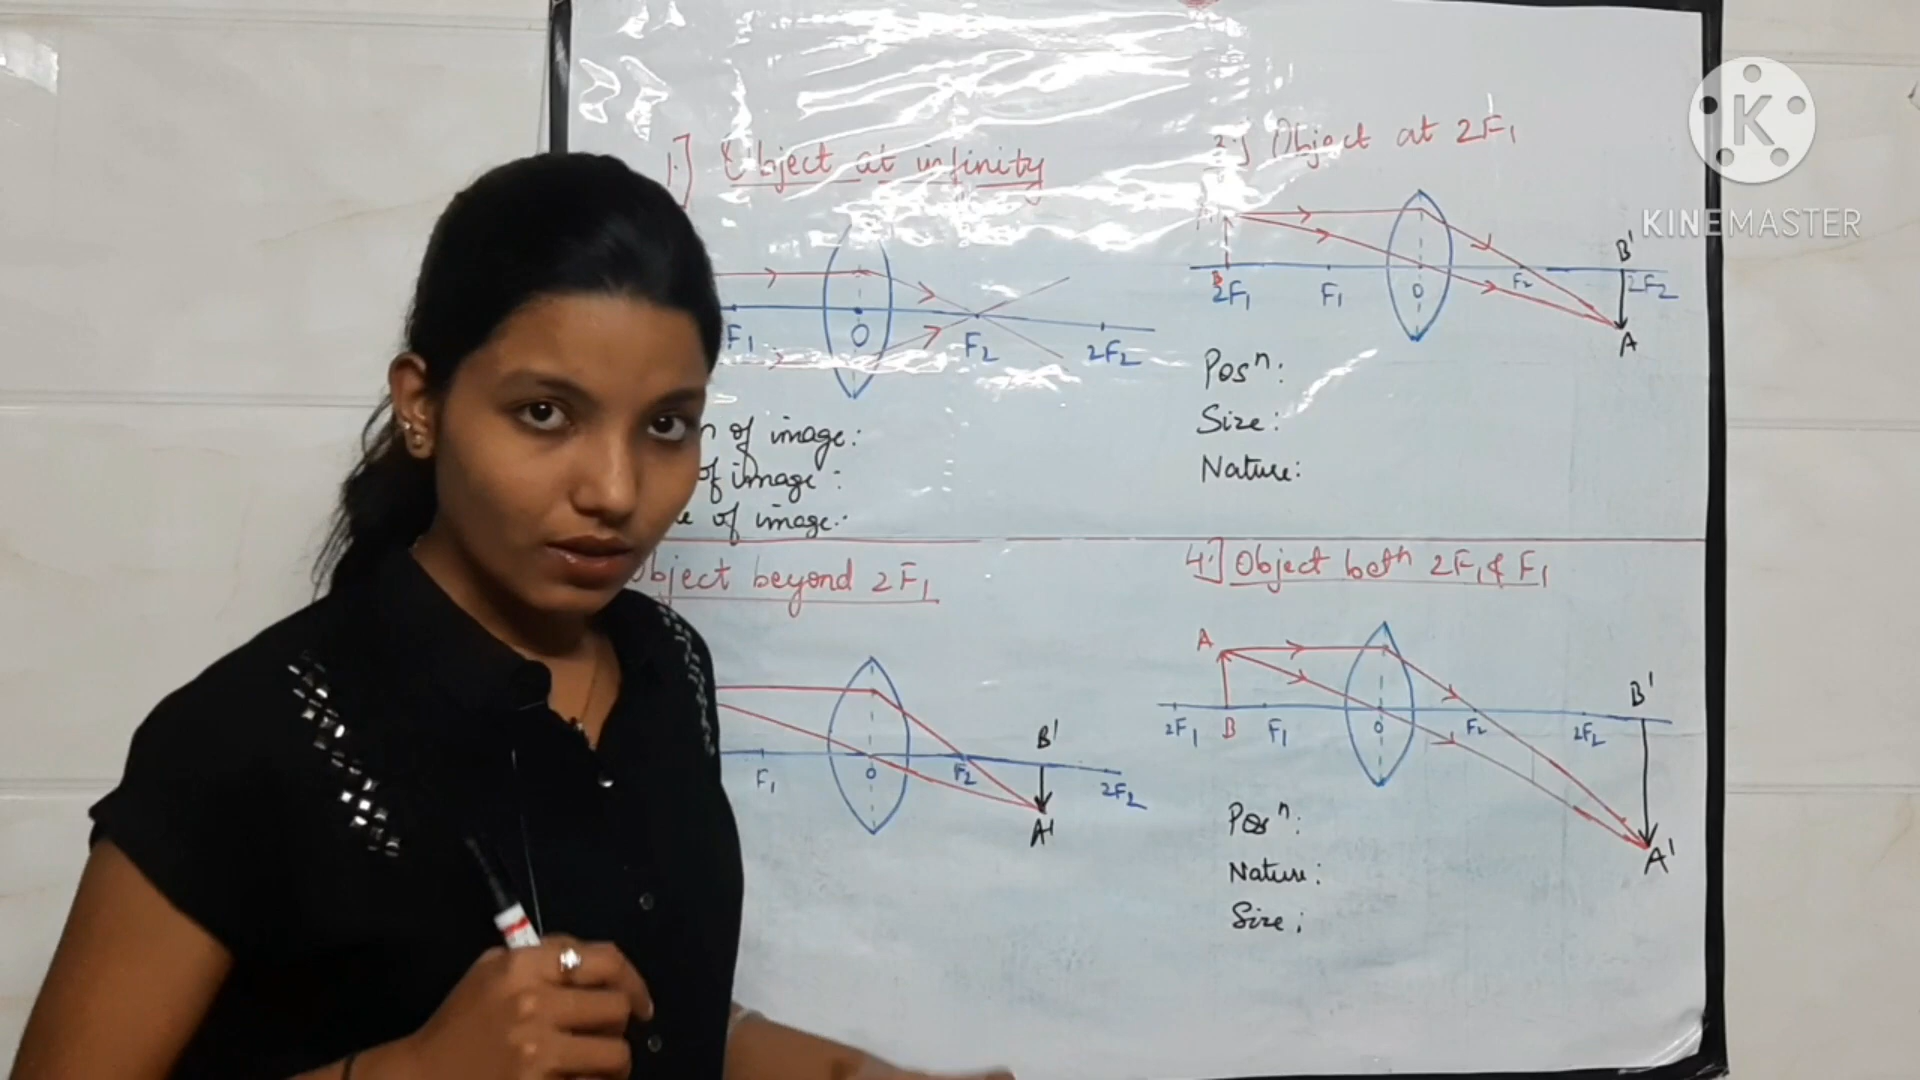 1.] Object at infinity
F1 O F2 2F2
of image:
of image:
of image:
3.] Object at 2F1
B B'
2F1 F1 O F2 2F2
A
Posn:
Size:
Nature:
Object beyond 2F1
B'
F1 O F2 2F2
A'
4.] Object betn 2F1 & F1
A
B'
2F1 B F1 O F2 2F2
A'
Posn:
Nature:
Size:
K
KINEMASTER